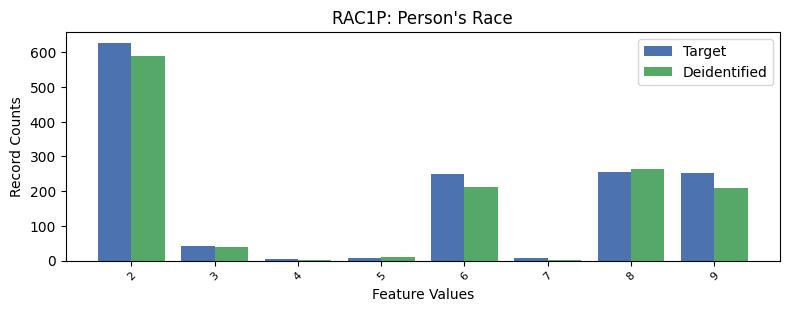 RAC1P: Person's Race
Target
Deidentified
Record Counts
600
500
400
300
200
100
0
2 3 4 5 6 7 8 9
Feature Values